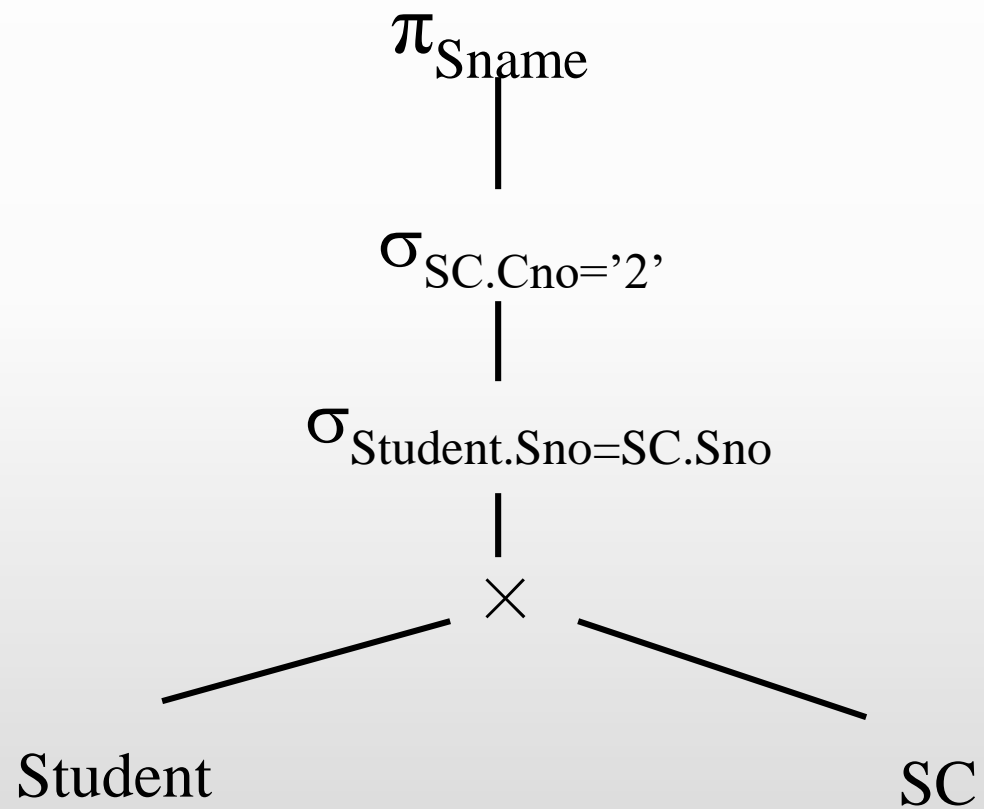 πSname
σSC.Cno=’2’
σStudent.Sno=SC.Sno
×
Student
SC